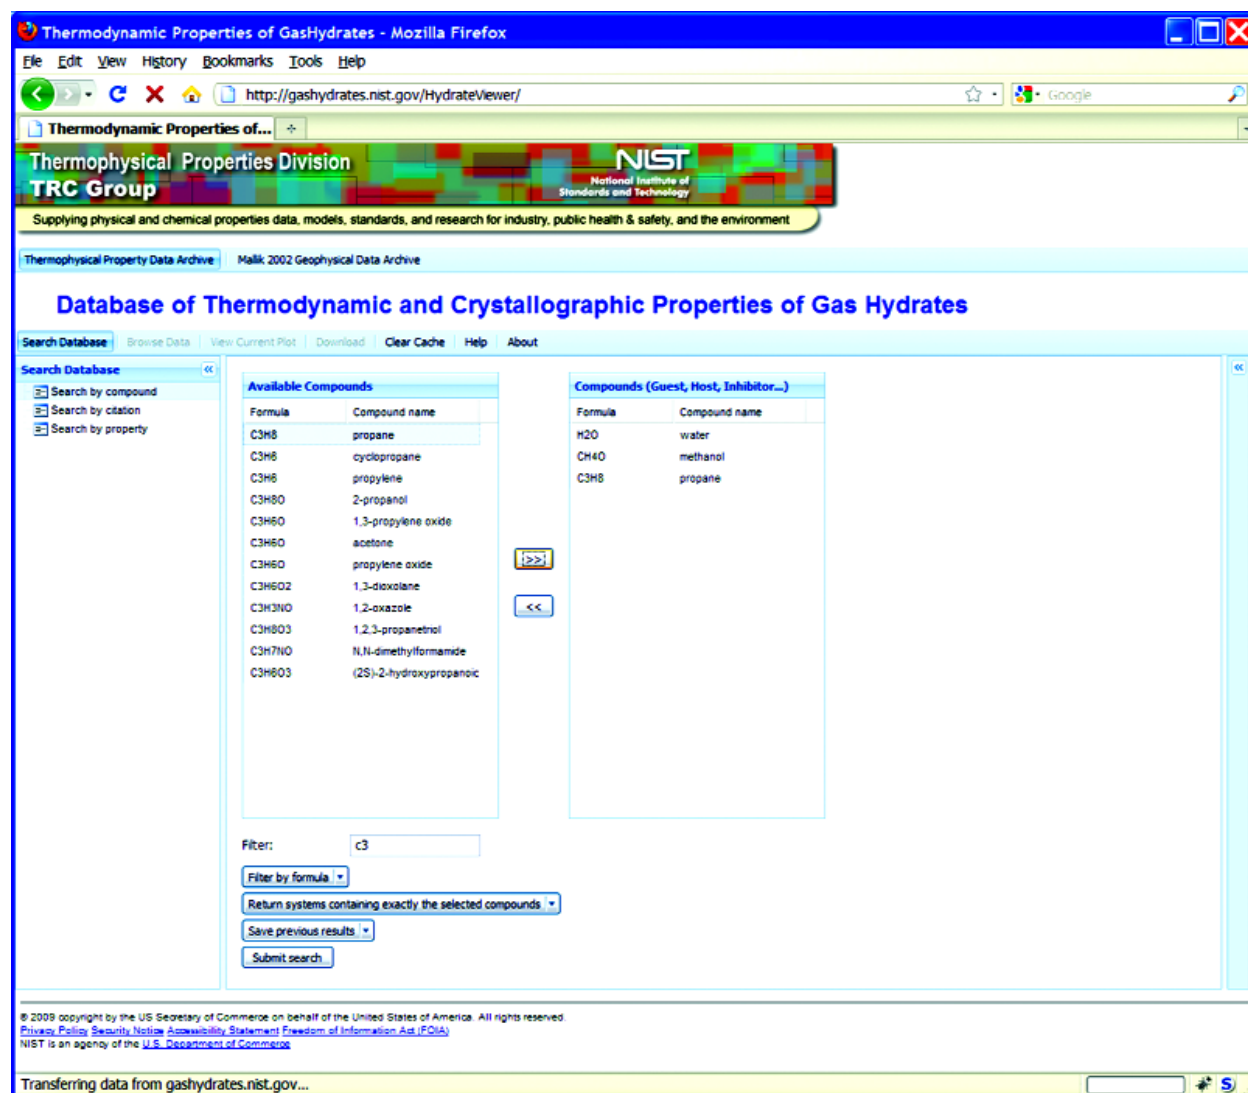 Thermodynamic Properties of GasHydrates - Mozilla Firefox
File Edit View History Bookmarks Tools Help
http://gashydrates.nist.gov/HydrateViewer/
Google
Thermodynamic Properties of...
Thermophysical Properties Division
TRC Group
NIST
National Institute of
Standards and Technology
Supplying physical and chemical properties data, models, standards, and research for industry, public health & safety, and the environment
Thermophysical Property Data Archive Mallik 2002 Geophysical Data Archive
Database of Thermodynamic and Crystallographic Properties of Gas Hydrates
Search Database Browse Data View Current Plot Download Clear Cache Help About
Search Database «
Search by compound
Search by citation
Search by property
Available Compounds
Formula Compound name
C3H8 propane
C3H6 cyclopropane
C3H6 propylene
C3H8O 2-propanol
C3H6O 1,3-propylene oxide
C3H6O acetone
C3H6O propylene oxide
C3H6O2 1,3-dioxolane
C3H3NO 1,2-oxazole
C3H8O3 1,2,3-propanetriol
C3H7NO N,N-dimethylformamide
C3H6O3 (2S)-2-hydroxypropanoic
>>
<<
Compounds (Guest, Host, Inhibitor...)
Formula Compound name
H2O water
CH4O methanol
C3H8 propane
«
Filter: c3
Filter by formula
Return systems containing exactly the selected compounds
Save previous results
Submit search
© 2009 copyright by the US Secretary of Commerce on behalf of the United States of America. All rights reserved.
Privacy Policy Security Notice Accessibility Statement Freedom of Information Act (FOIA)
NIST is an agency of the U.S. Department of Commerce
Transferring data from gashydrates.nist.gov...